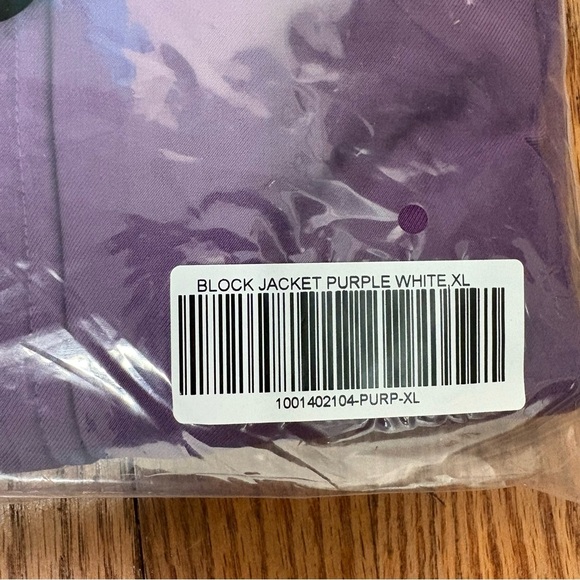 BLOCK JACKET PURPLE WHITE XL
1001402104-PURP-XL